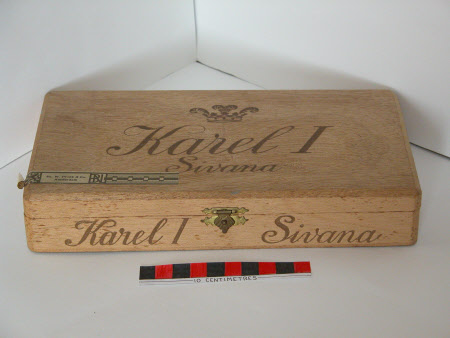 Karel I
Sivana
Karel I
Sivana
10 CENTIMETRES